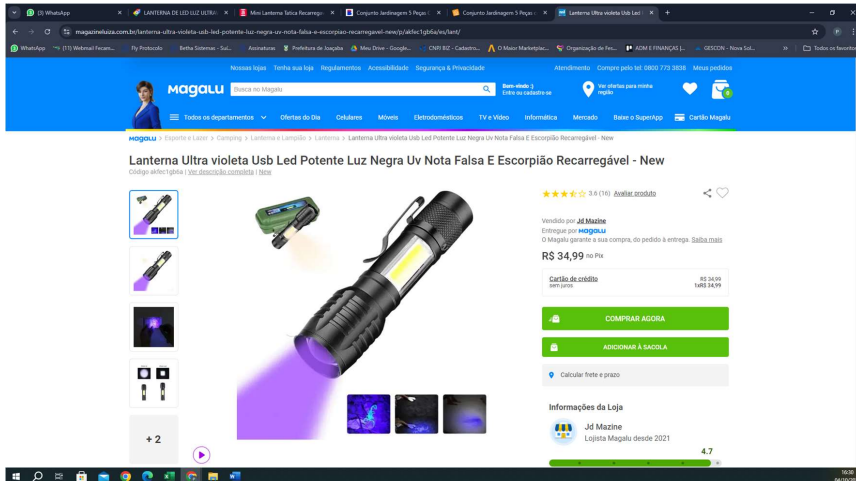 (3) WhatsApp
LANTERNA DE LED LUZ ULTRA
Mini Lanterna Tatica Recarreg
Conjunto Jardinagem 5 Peças
Conjunto Jardinagem 5 Peças
Lanterna Ultra violeta Usb Led
magazineluiza.com.br/lanterna-ultra-violeta-usb-led-potente-luz-negra-uv-nota-falsa-e-escorpiao-recarregavel-new/p/akfec1gb6a/es/lant/
WhatsApp
(11) Webmail Fecam...
Fly Protocolo
Betha Sistemas - Sui...
Assinaturas
Prefeitura de Joaçaba
Meu Drive - Google...
CNPJ BIZ - Cadastro...
O Maior Marketplac...
Organização de Fes...
ADM E FINANÇAS |...
GESCON - Nova Sol...
Todos os favoritos
Nossas lojas Tenha sua loja Regulamentos Acessibilidade Segurança & Privacidade
Atendimento Compre pelo tel: 0800 773 3838 Meus pedidos
Magalu
Busca no Magalu
Bem-vindo :)
Entre ou cadastre-se
Ver ofertas para minha
região
0
Todos os departamentos Ofertas do Dia Celulares Móveis Eletrodomésticos TV e Vídeo Informática Mercado Baixe o SuperApp Cartão Magalu
Magalu > Esporte e Lazer > Camping > Lanterna e Lampião > Lanterna > Lanterna Ultra violeta Usb Led Potente Luz Negra Uv Nota Falsa E Escorpião Recarregável - New
Lanterna Ultra violeta Usb Led Potente Luz Negra Uv Nota Falsa E Escorpião Recarregável - New
Código akfec1gb6a | Ver descrição completa | New
3.6 (16) Avaliar produto
Vendido por Jd Mazine
Entregue por Magalu
O Magalu garante a sua compra, do pedido à entrega. Saiba mais
R$ 34,99 no Pix
Cartão de crédito R$ 34,99
sem juros 1xR$ 34,99
COMPRAR AGORA
ADICIONAR À SACOLA
Calcular frete e prazo
Informações da Loja
Jd Mazine
Lojista Magalu desde 2021
4.7
+ 2
16:30